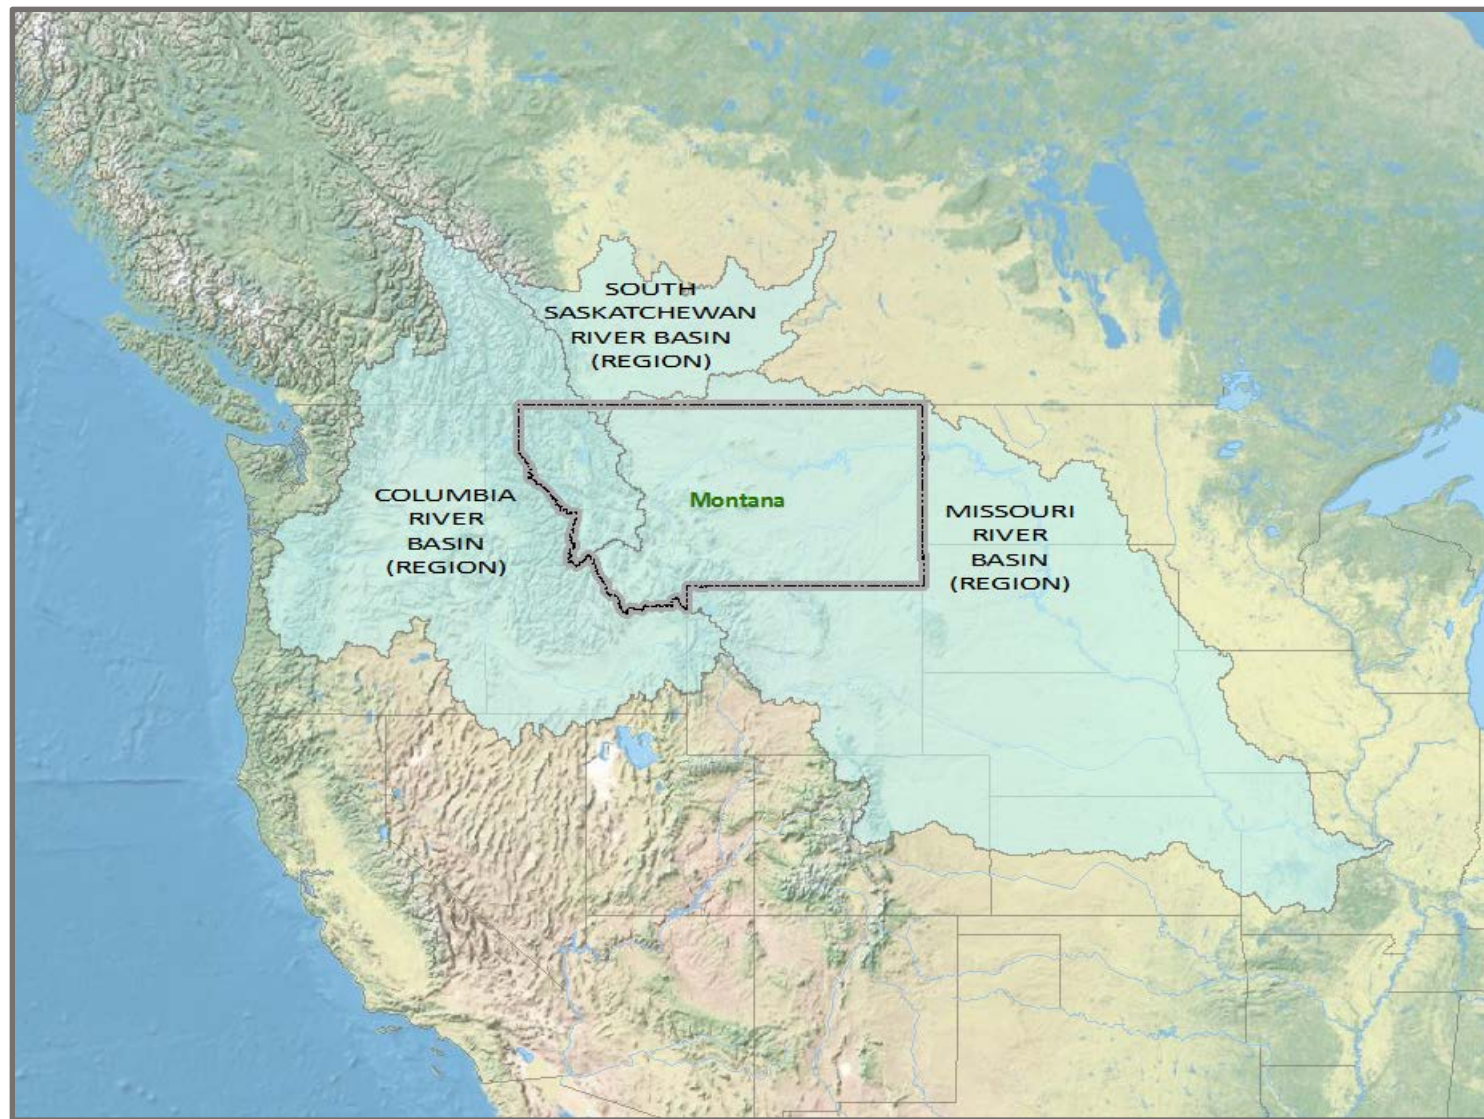 SOUTH
SASKATCHEWAN
RIVER BASIN
(REGION)
COLUMBIA
RIVER
BASIN
(REGION)
Montana
MISSOURI
RIVER
BASIN
(REGION)